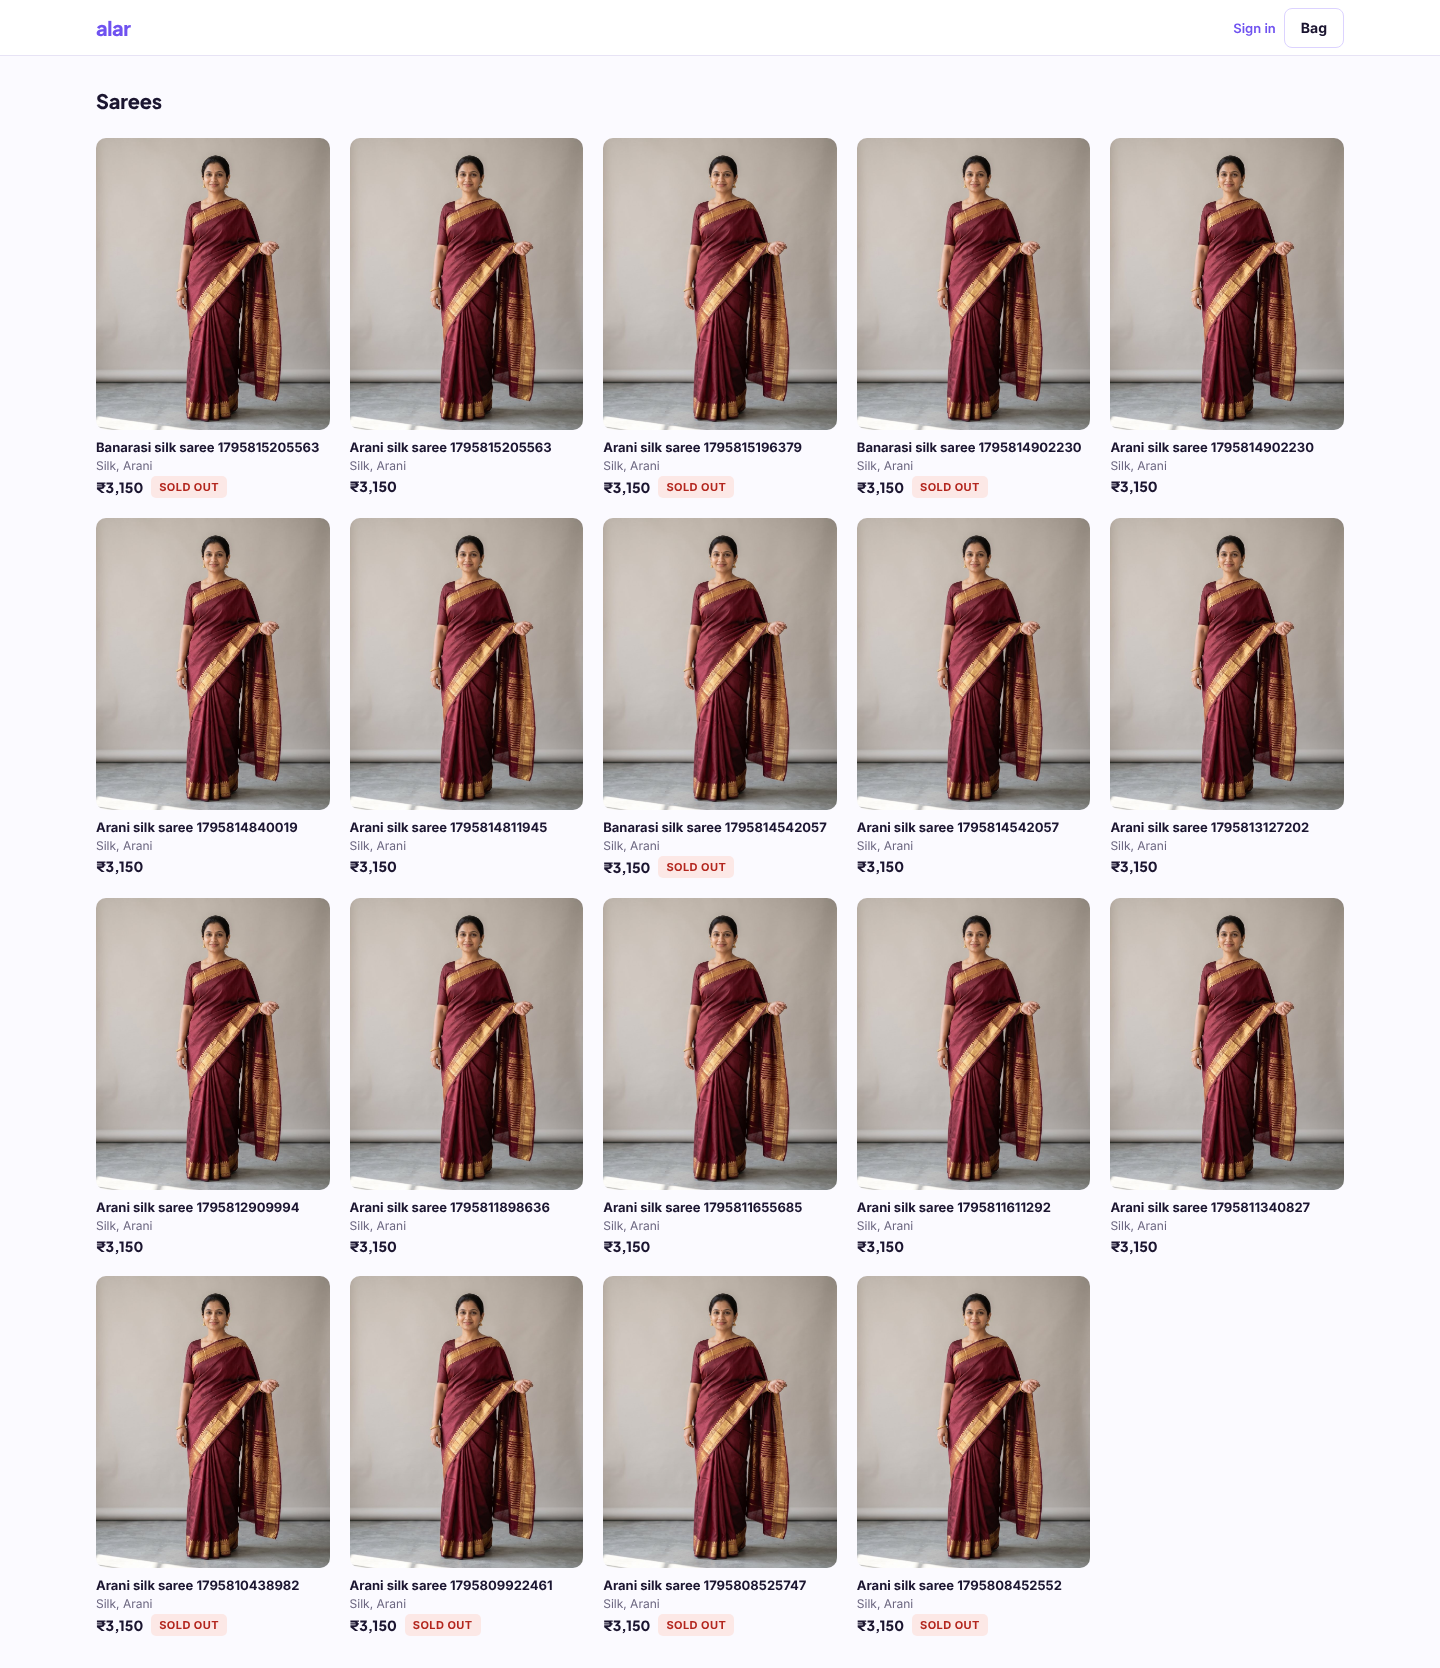 alar
Sign in
Bag
Sarees
Banarasi silk saree 1795815205563
Silk, Arani
₹3,150 SOLD OUT
Arani silk saree 1795815205563
Silk, Arani
₹3,150
Arani silk saree 1795815196379
Silk, Arani
₹3,150 SOLD OUT
Banarasi silk saree 1795814902230
Silk, Arani
₹3,150 SOLD OUT
Arani silk saree 1795814902230
Silk, Arani
₹3,150
Arani silk saree 1795814840019
Silk, Arani
₹3,150
Arani silk saree 1795814811945
Silk, Arani
₹3,150
Banarasi silk saree 1795814542057
Silk, Arani
₹3,150 SOLD OUT
Arani silk saree 1795814542057
Silk, Arani
₹3,150
Arani silk saree 1795813127202
Silk, Arani
₹3,150
Arani silk saree 1795812909994
Silk, Arani
₹3,150
Arani silk saree 1795811898636
Silk, Arani
₹3,150
Arani silk saree 1795811655685
Silk, Arani
₹3,150
Arani silk saree 1795811611292
Silk, Arani
₹3,150
Arani silk saree 1795811340827
Silk, Arani
₹3,150
Arani silk saree 1795810438982
Silk, Arani
₹3,150 SOLD OUT
Arani silk saree 1795809922461
Silk, Arani
₹3,150 SOLD OUT
Arani silk saree 1795808525747
Silk, Arani
₹3,150 SOLD OUT
Arani silk saree 1795808452552
Silk, Arani
₹3,150 SOLD OUT